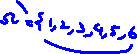 Ω = {1, 2, 3, 4, 5, 6